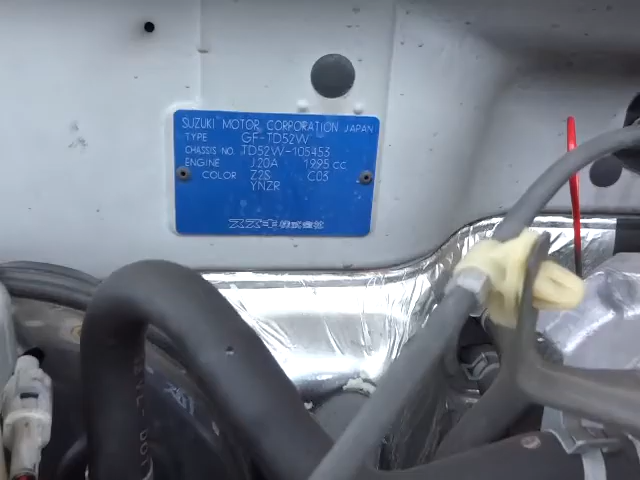 SUZUKI MOTOR CORPORATION JAPAN
TYPE GF-TD52W
CHASSIS NO. TD52W-105453
ENGINE J20A 1995 CC
COLOR Z2S C03
YNZR